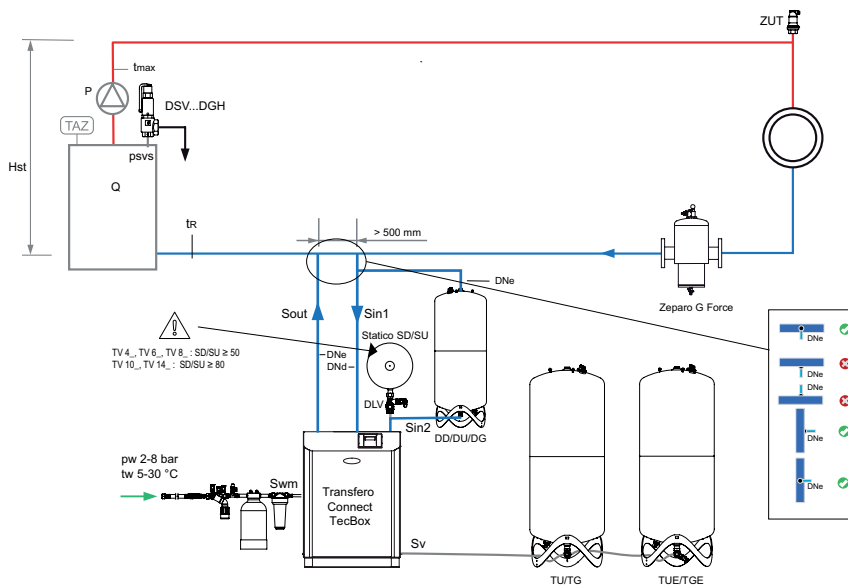 ZUT
tmax
P
DSV...DGH
TAZ
psvs
Hst
Q
tR
> 500 mm
DNe
Zeparo G Force
Sout
Sin1
Statico SD/SU
TV 4_, TV 6_, TV 8_ : SD/SU ≥ 50
TV 10_, TV 14_ : SD/SU ≥ 80
DNe
DNd
DLV
Sin2
DD/DU/DG
DNe
DNe
DNe
DNe
DNe
pw 2-8 bar
tw 5-30 °C
Swm
Transfero
Connect
TecBox
Sv
TU/TG
TUE/TGE